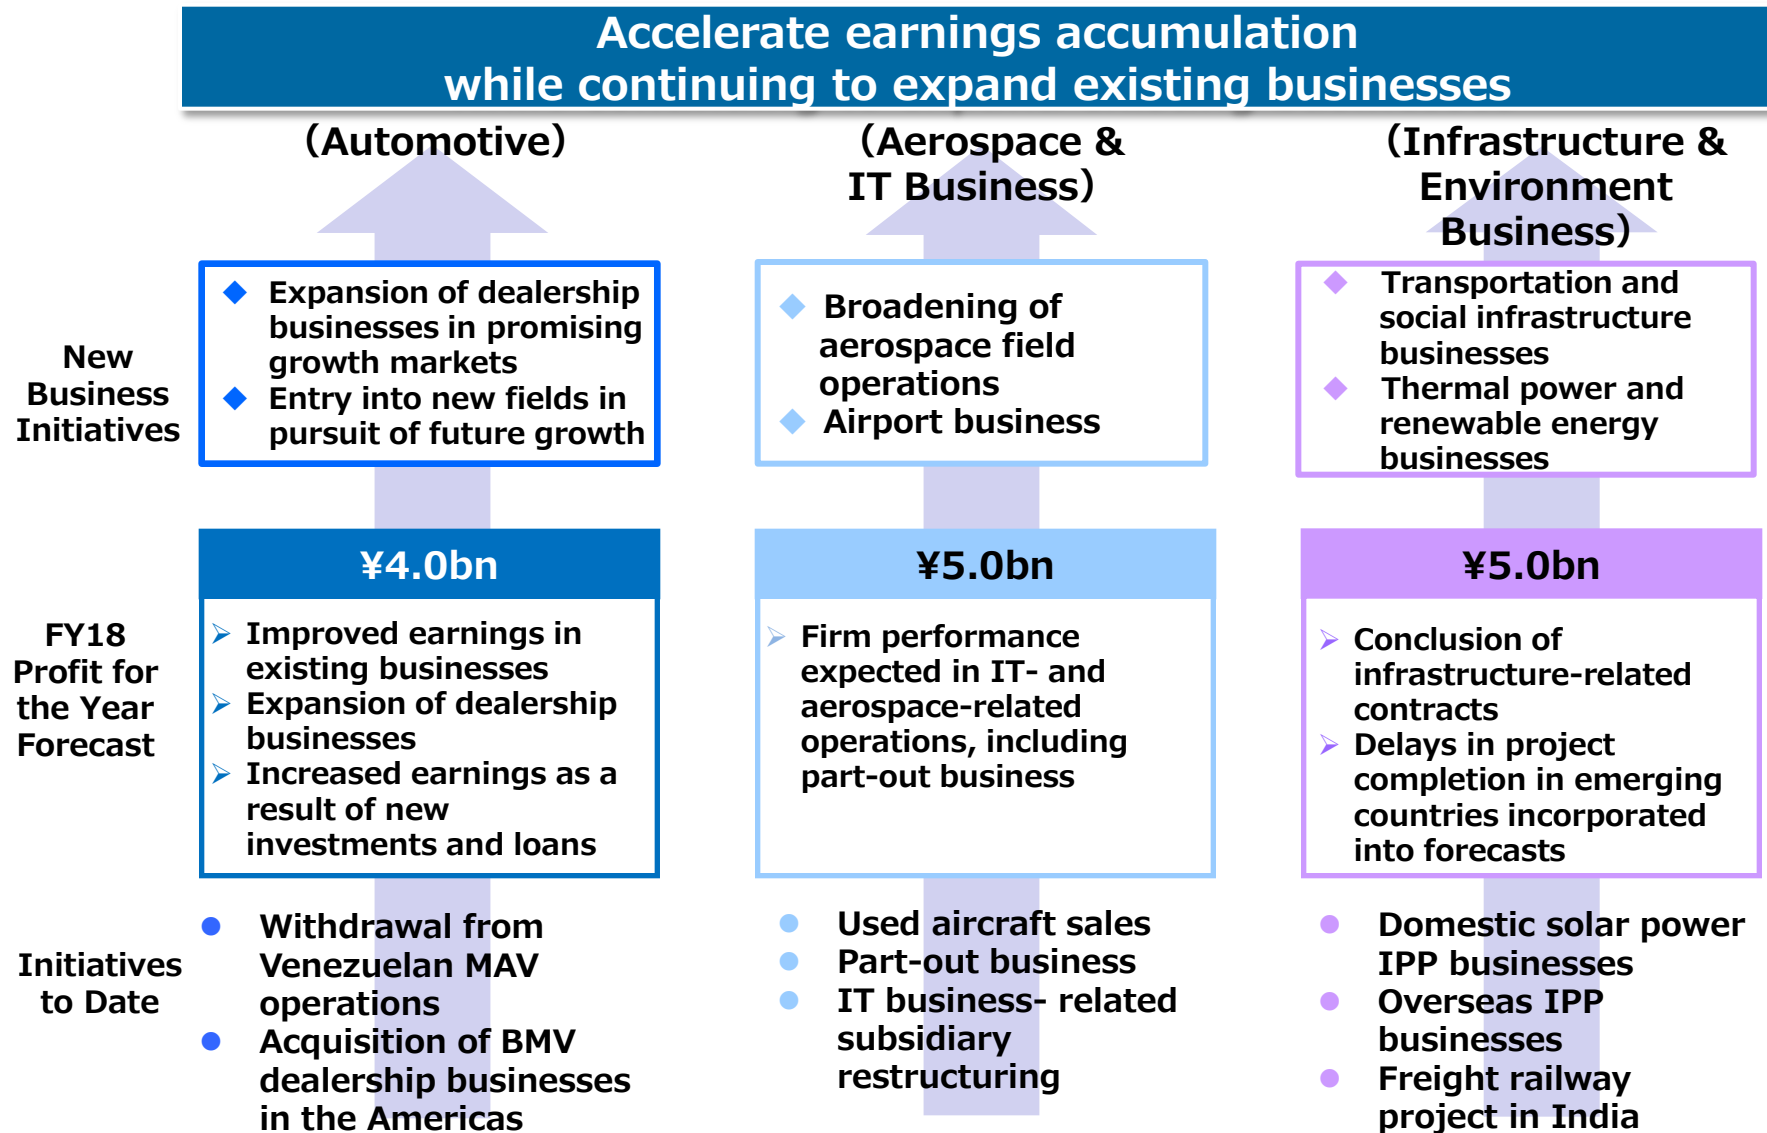 Accelerate earnings accumulation
while continuing to expand existing businesses
（Automotive）
（Aerospace &
IT Business）
（Infrastructure &
Environment
Business）
New
Business
Initiatives
◆ Expansion of dealership
businesses in promising
growth markets
◆ Entry into new fields in
pursuit of future growth
◆ Broadening of
aerospace field
operations
◆ Airport business
◆ Transportation and
social infrastructure
businesses
◆ Thermal power and
renewable energy
businesses
FY18
Profit for
the Year
Forecast
¥4.0bn
➢ Improved earnings in
existing businesses
➢ Expansion of dealership
businesses
➢ Increased earnings as a
result of new
investments and loans
¥5.0bn
➢ Firm performance
expected in IT- and
aerospace-related
operations, including
part-out business
¥5.0bn
➢ Conclusion of
infrastructure-related
contracts
➢ Delays in project
completion in emerging
countries incorporated
into forecasts
Initiatives
to Date
● Withdrawal from
Venezuelan MAV
operations
● Acquisition of BMV
dealership businesses
in the Americas
● Used aircraft sales
● Part-out business
● IT business- related
subsidiary
restructuring
● Domestic solar power
IPP businesses
● Overseas IPP
businesses
● Freight railway
project in India